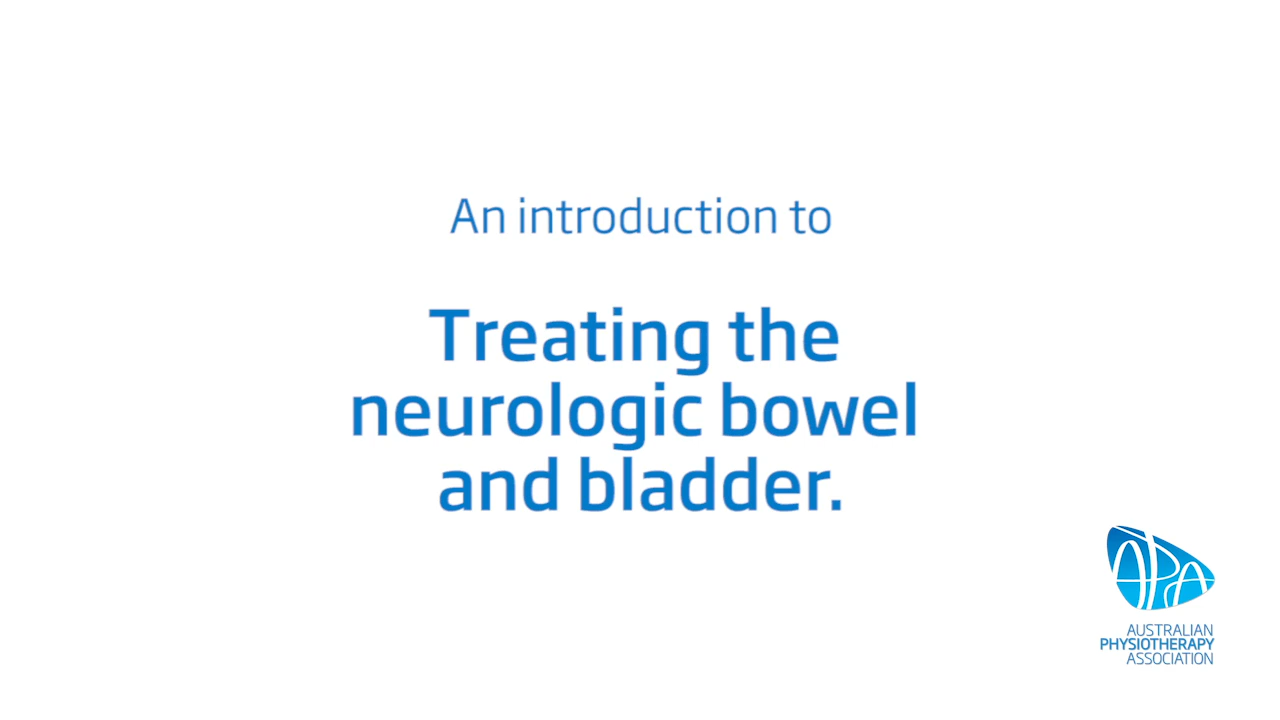 An introduction to
Treating the
neurologic bowel
and bladder.
APA
AUSTRALIAN
PHYSIOTHERAPY
ASSOCIATION